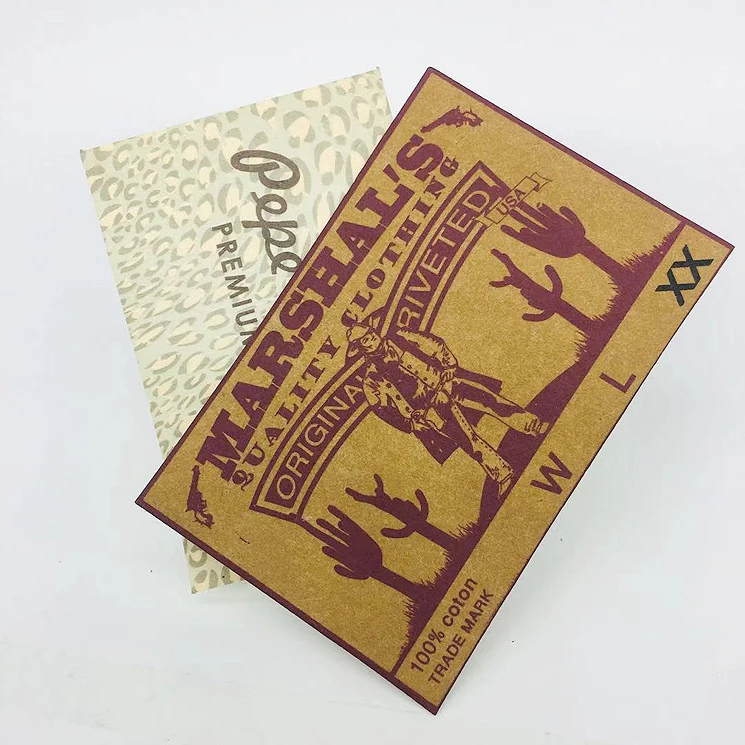 MARSHAL'S
QUALITY CLOTHING
ORIGINAL RIVETED
USA
XX
W L
100% coton
TRADE MARK
Pepe
PREMIUM